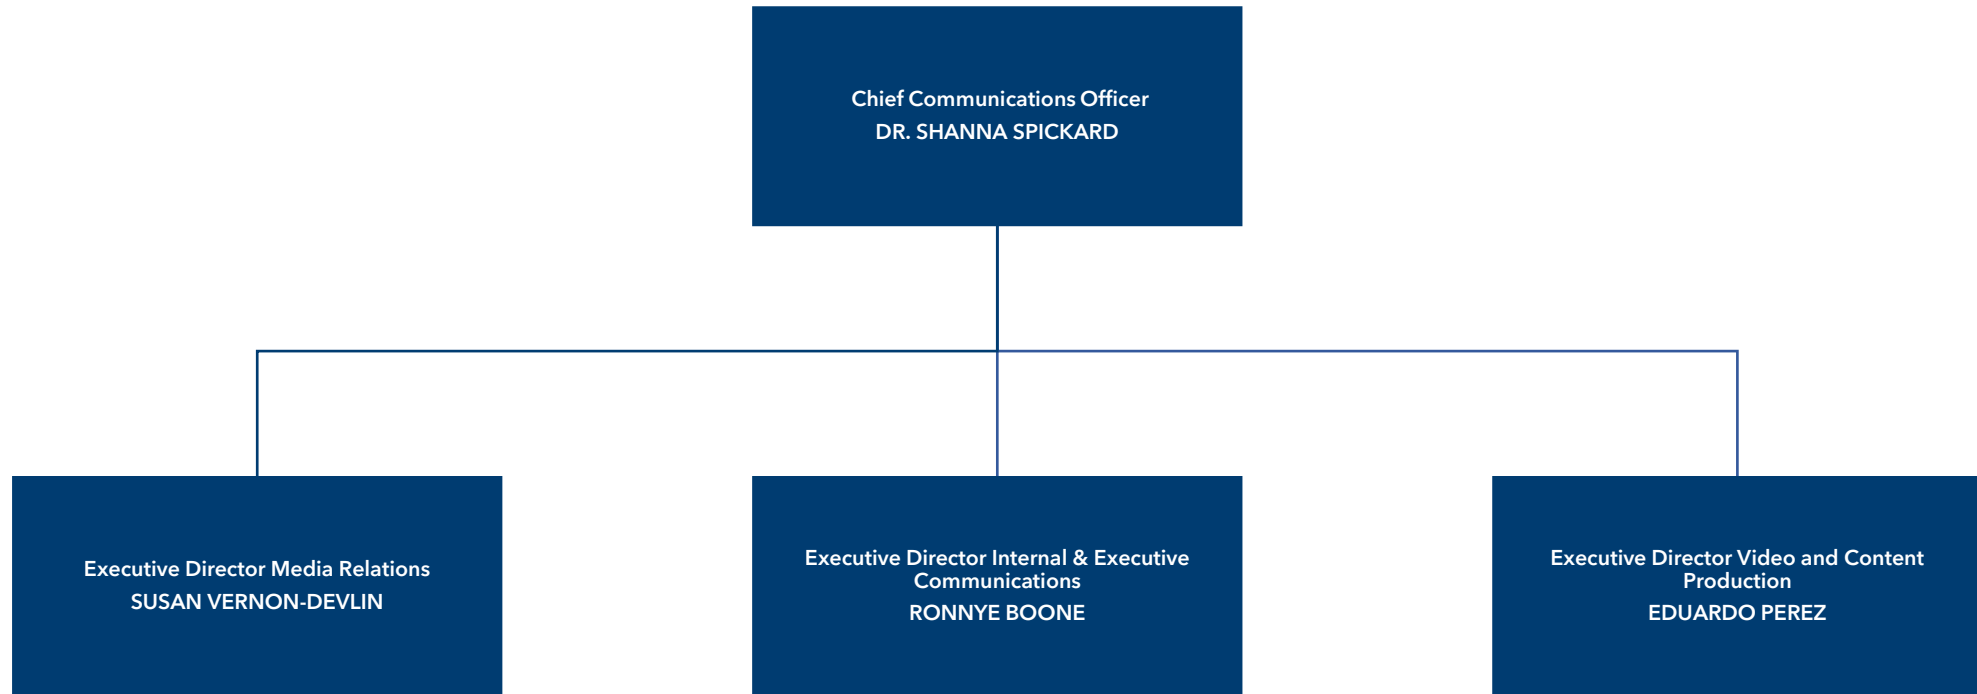 Chief Communications Officer
DR. SHANNA SPICKARD
Executive Director Media Relations
SUSAN VERNON-DEVLIN
Executive Director Internal & Executive
Communications
RONNYE BOONE
Executive Director Video and Content
Production
EDUARDO PEREZ